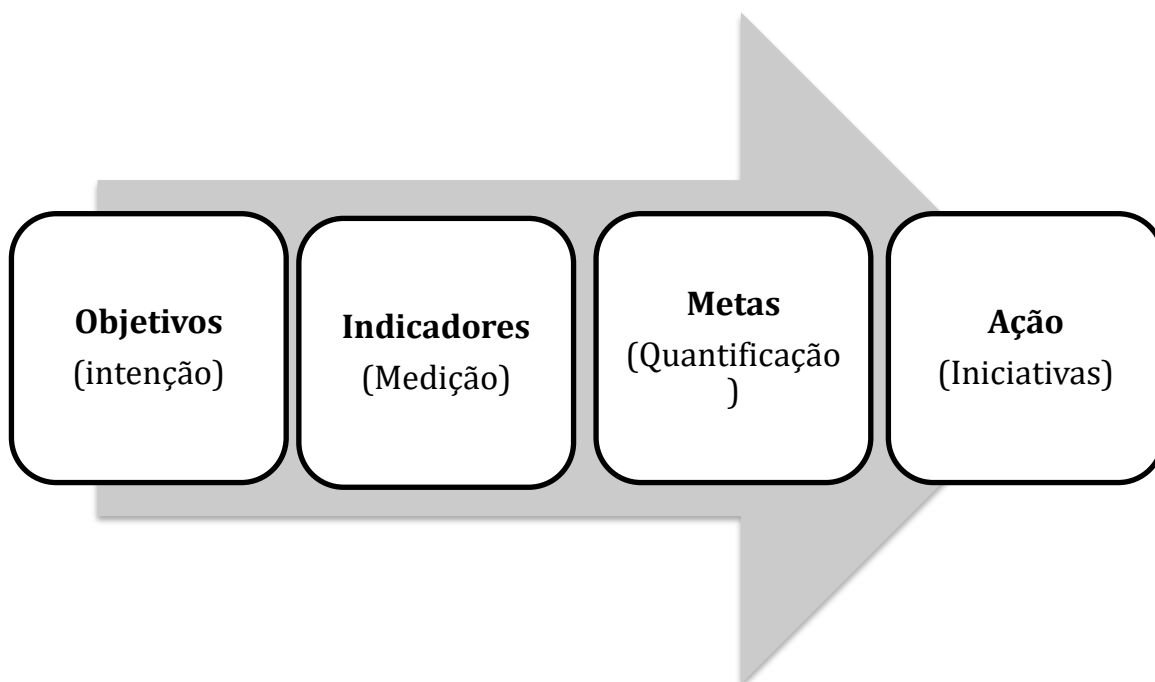 Objetivos
(intenção)
Indicadores
(Medição)
Metas
(Quantificação
)
Ação
(Iniciativas)